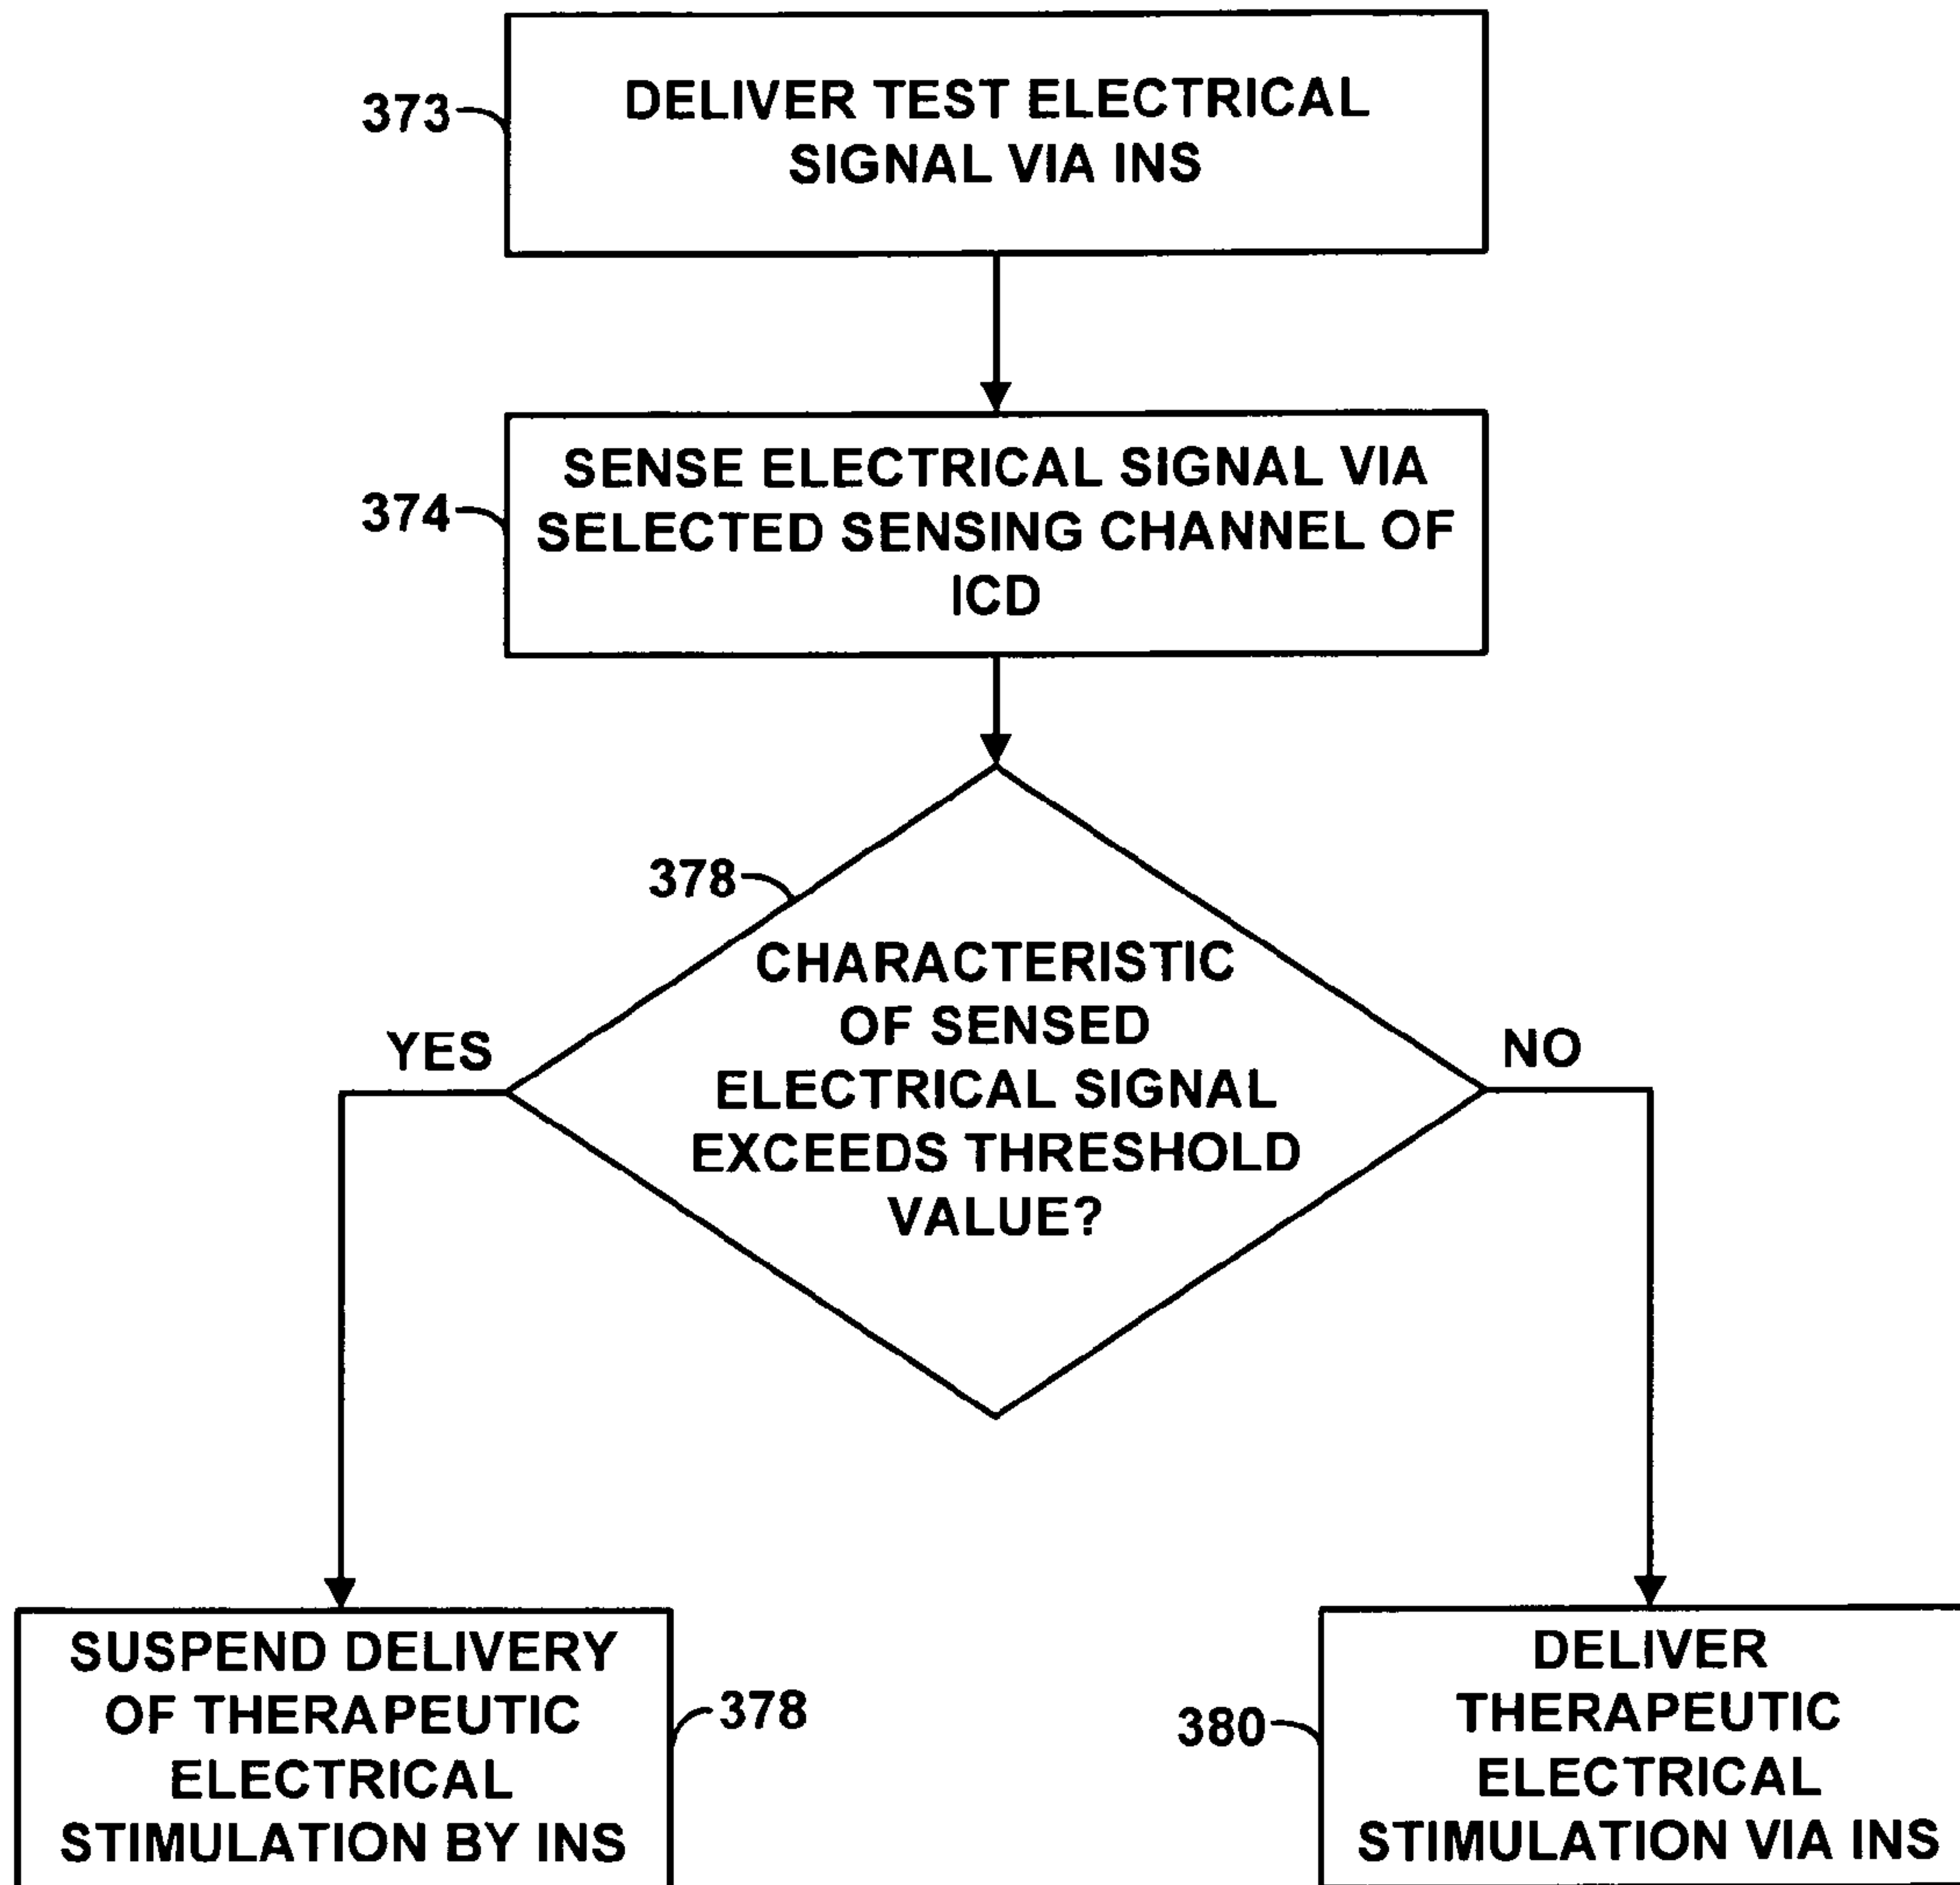 373
DELIVER TEST ELECTRICAL
SIGNAL VIA INS
374
SENSE ELECTRICAL SIGNAL VIA
SELECTED SENSING CHANNEL OF
ICD
378
CHARACTERISTIC
OF SENSED
ELECTRICAL SIGNAL
EXCEEDS THRESHOLD
VALUE?
YES
NO
SUSPEND DELIVERY
OF THERAPEUTIC
ELECTRICAL
STIMULATION BY INS
378
380
DELIVER
THERAPEUTIC
ELECTRICAL
STIMULATION VIA INS